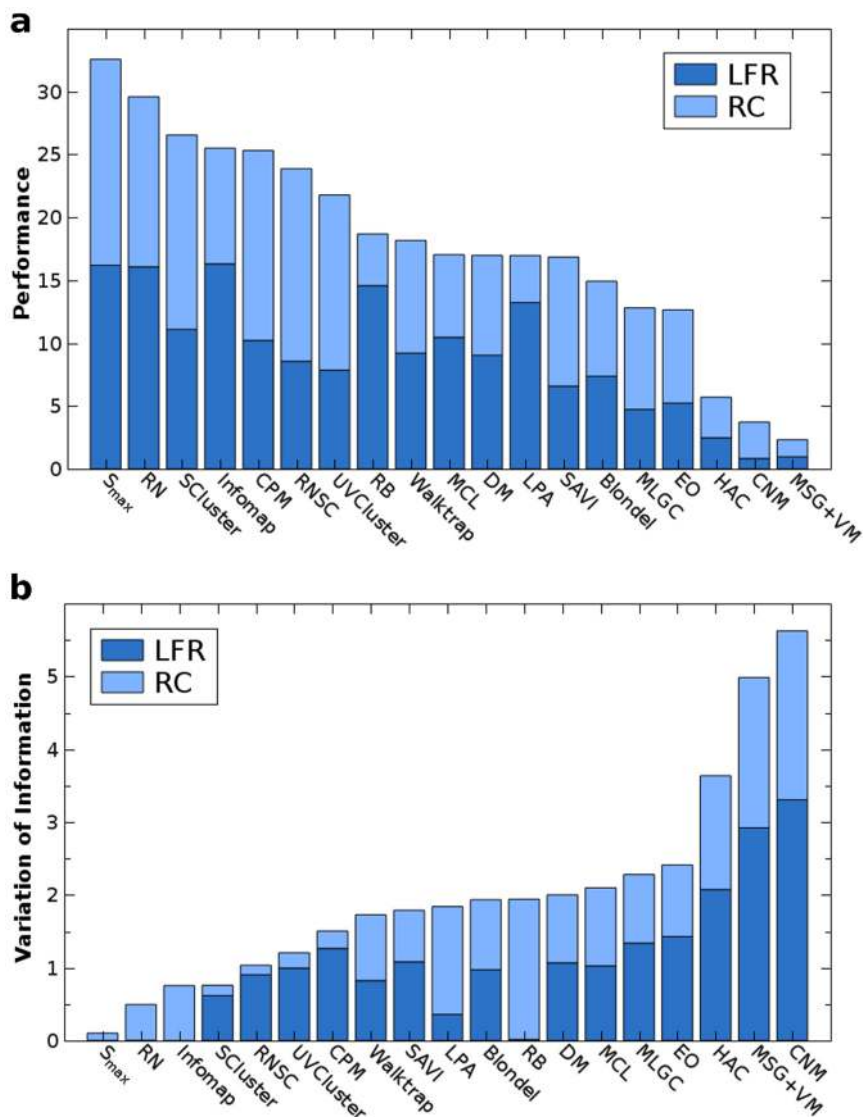 a
Performance
30
25
20
15
10
5
0
LFR
RC
Smax
RN
SCluster
Infomap
CPM
RNSC
UVCluster
RB
Walktrap
MCL
DM
LPA
SAVI
Blondel
MLGC
EO
HAC
CNM
MSG+VM
b
Variation of Information
5
4
3
2
1
0
LFR
RC
Smax
RN
Infomap
SCluster
RNSC
UVCluster
CPM
Walktrap
SAVI
LPA
Blondel
RB
DM
MCL
MLGC
EO
HAC
MSG+VM
CNM